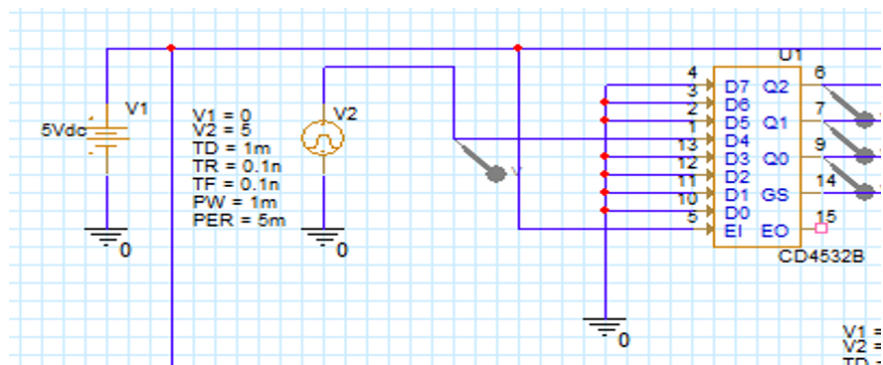 V1
5Vdc
0
V1 = 0
V2 = 5
TD = 1m
TR = 0.1n
TF = 0.1n
PW = 1m
PER = 5m
V2
0
V
U1
4 D7 Q2 6
3 D6
2 D5 Q1 7
1 D4
13 D3 Q0 9
12 D2
11 D1 GS 14
10 D0
5 EI EO 15
CD4532B
0
V1 =
V2 =
TD =